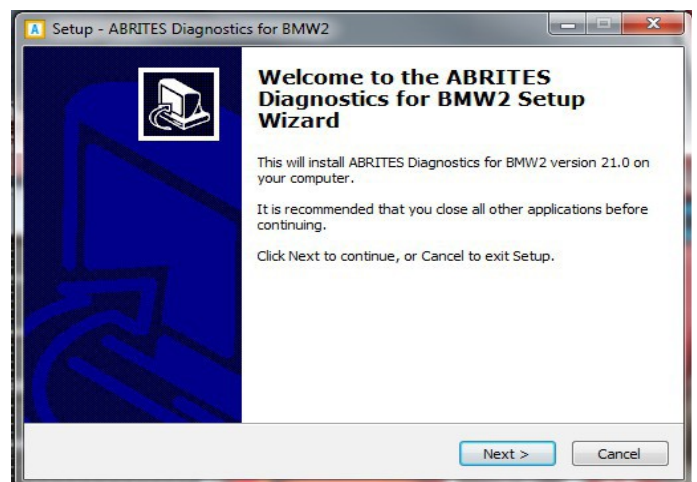 A Setup - ABRITES Diagnostics for BMW2
Welcome to the ABRITES
Diagnostics for BMW2 Setup
Wizard
This will install ABRITES Diagnostics for BMW2 version 21.0 on
your computer.
It is recommended that you close all other applications before
continuing.
Click Next to continue, or Cancel to exit Setup.
Next > Cancel